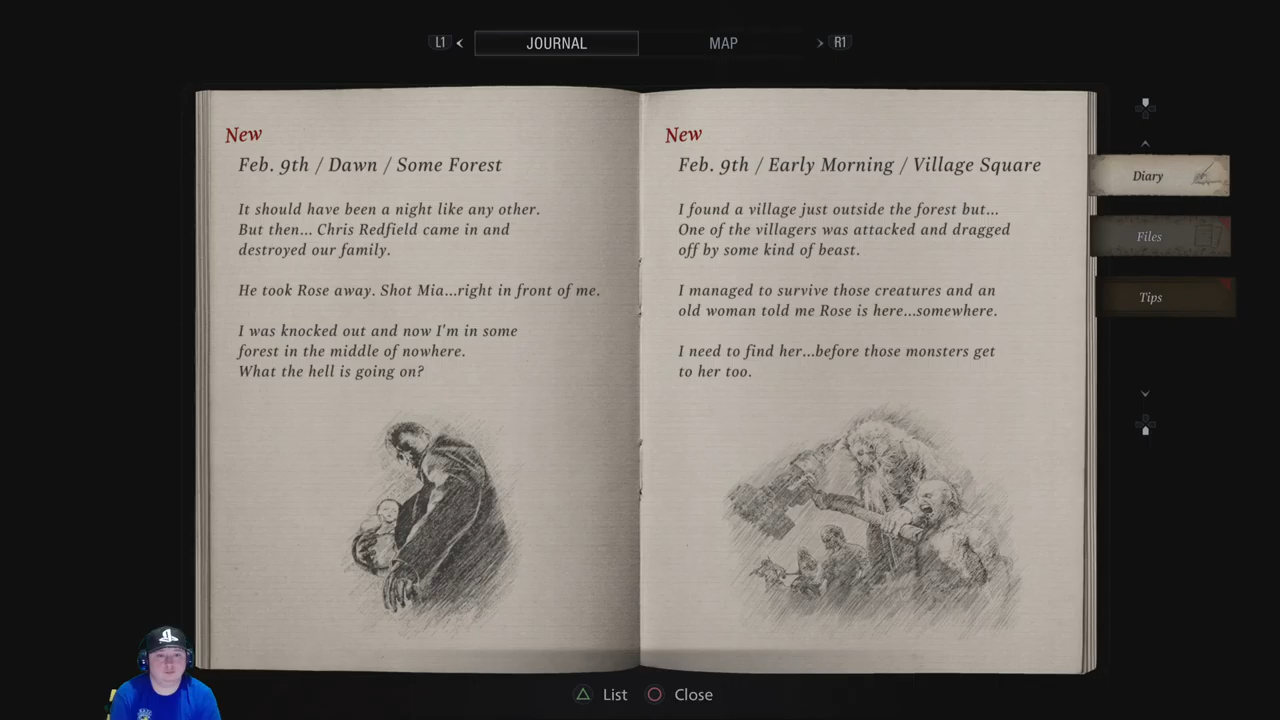 L1 JOURNAL MAP R1
New
Feb. 9th / Dawn / Some Forest
It should have been a night like any other.
But then... Chris Redfield came in and
destroyed our family.
He took Rose away. Shot Mia...right in front of me.
I was knocked out and now I'm in some
forest in the middle of nowhere.
What the hell is going on?
New
Feb. 9th / Early Morning / Village Square
I found a village just outside the forest but...
One of the villagers was attacked and dragged
off by some kind of beast.
I managed to survive those creatures and an
old woman told me Rose is here...somewhere.
I need to find her...before those monsters get
to her too.
Diary
Files
Tips
List Close